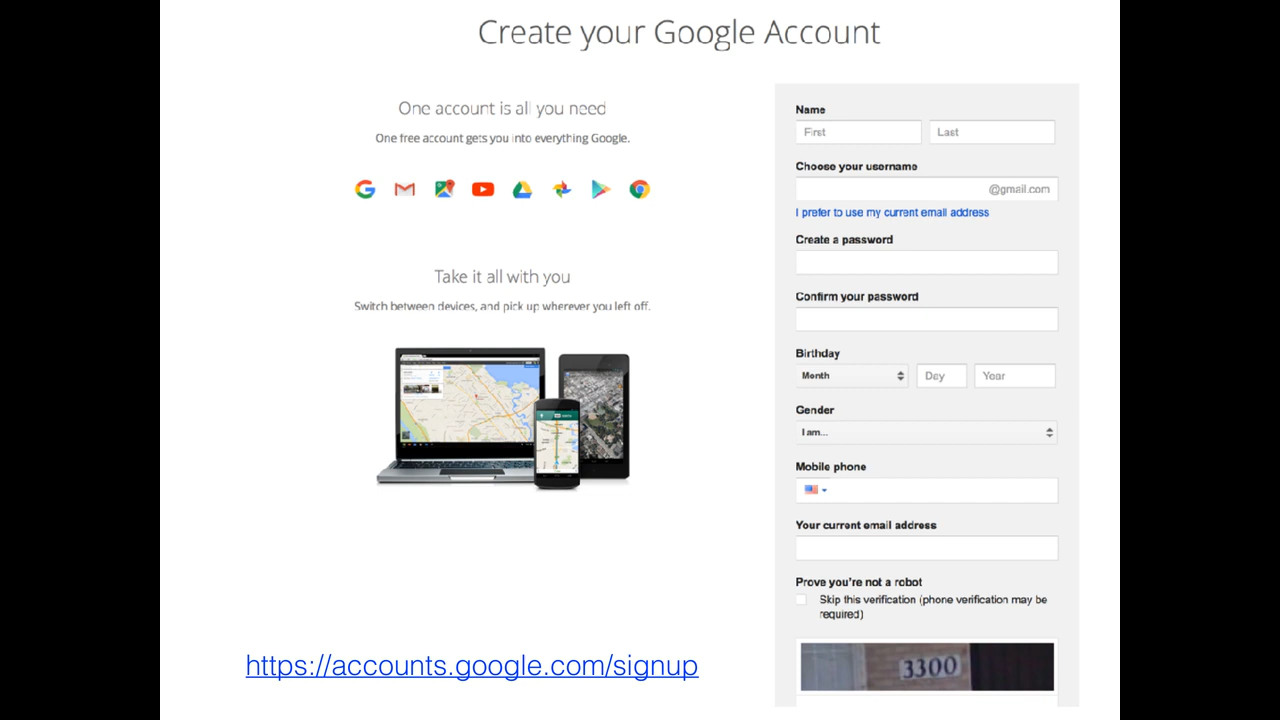 Create your Google Account
One account is all you need
One free account gets you into everything Google.
Take it all with you
Switch between devices, and pick up wherever you left off.
https://accounts.google.com/signup
Name
First Last
Choose your username
@gmail.com
I prefer to use my current email address
Create a password
Confirm your password
Birthday
Month Day Year
Gender
I am...
Mobile phone
Your current email address
Prove you're not a robot
Skip this verification (phone verification may be
required)
3300